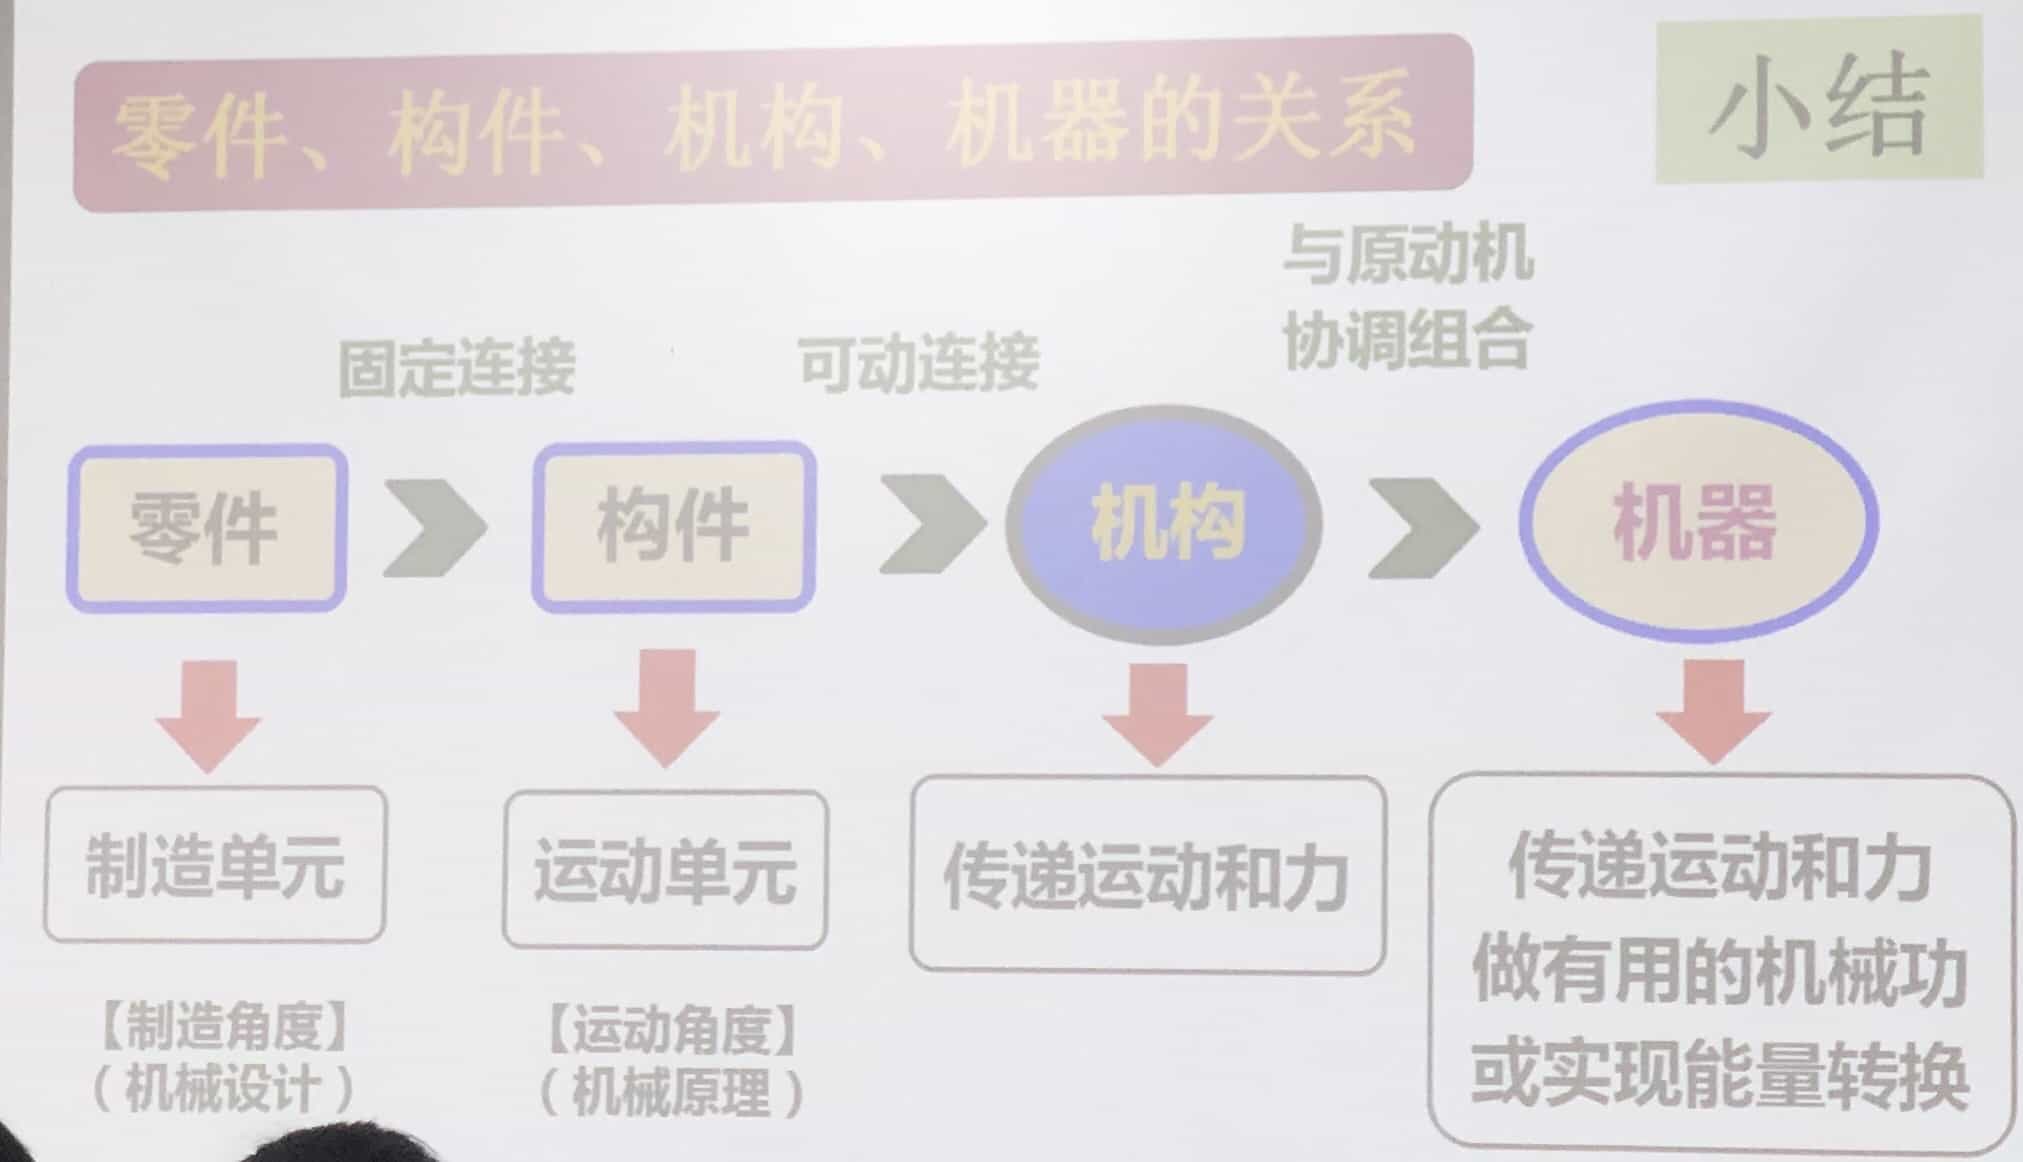 零件、构件、机构、机器的关系
小结
与原动机
协调组合
固定连接
可动连接
零件
构件
机构
机器
制造单元
运动单元
传递运动和力
传递运动和力
做有用的机械功
或实现能量转换
【制造角度】
（机械设计）
【运动角度】
（机械原理）